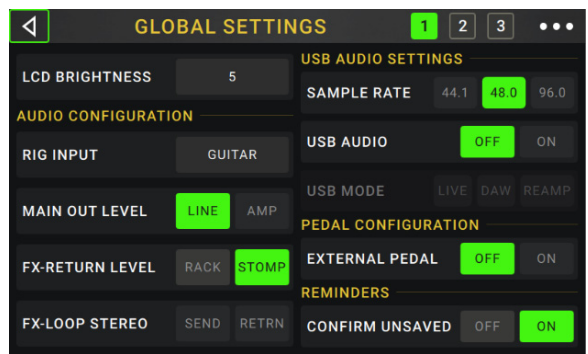 GLOBAL SETTINGS 1 2 3
LCD BRIGHTNESS 5
AUDIO CONFIGURATION
RIG INPUT GUITAR
MAIN OUT LEVEL LINE AMP
FX-RETURN LEVEL RACK STOMP
FX-LOOP STEREO SEND RETRN
USB AUDIO SETTINGS
SAMPLE RATE 44.1 48.0 96.0
USB AUDIO OFF ON
USB MODE LIVE DAW REAMP
PEDAL CONFIGURATION
EXTERNAL PEDAL OFF ON
REMINDERS
CONFIRM UNSAVED OFF ON